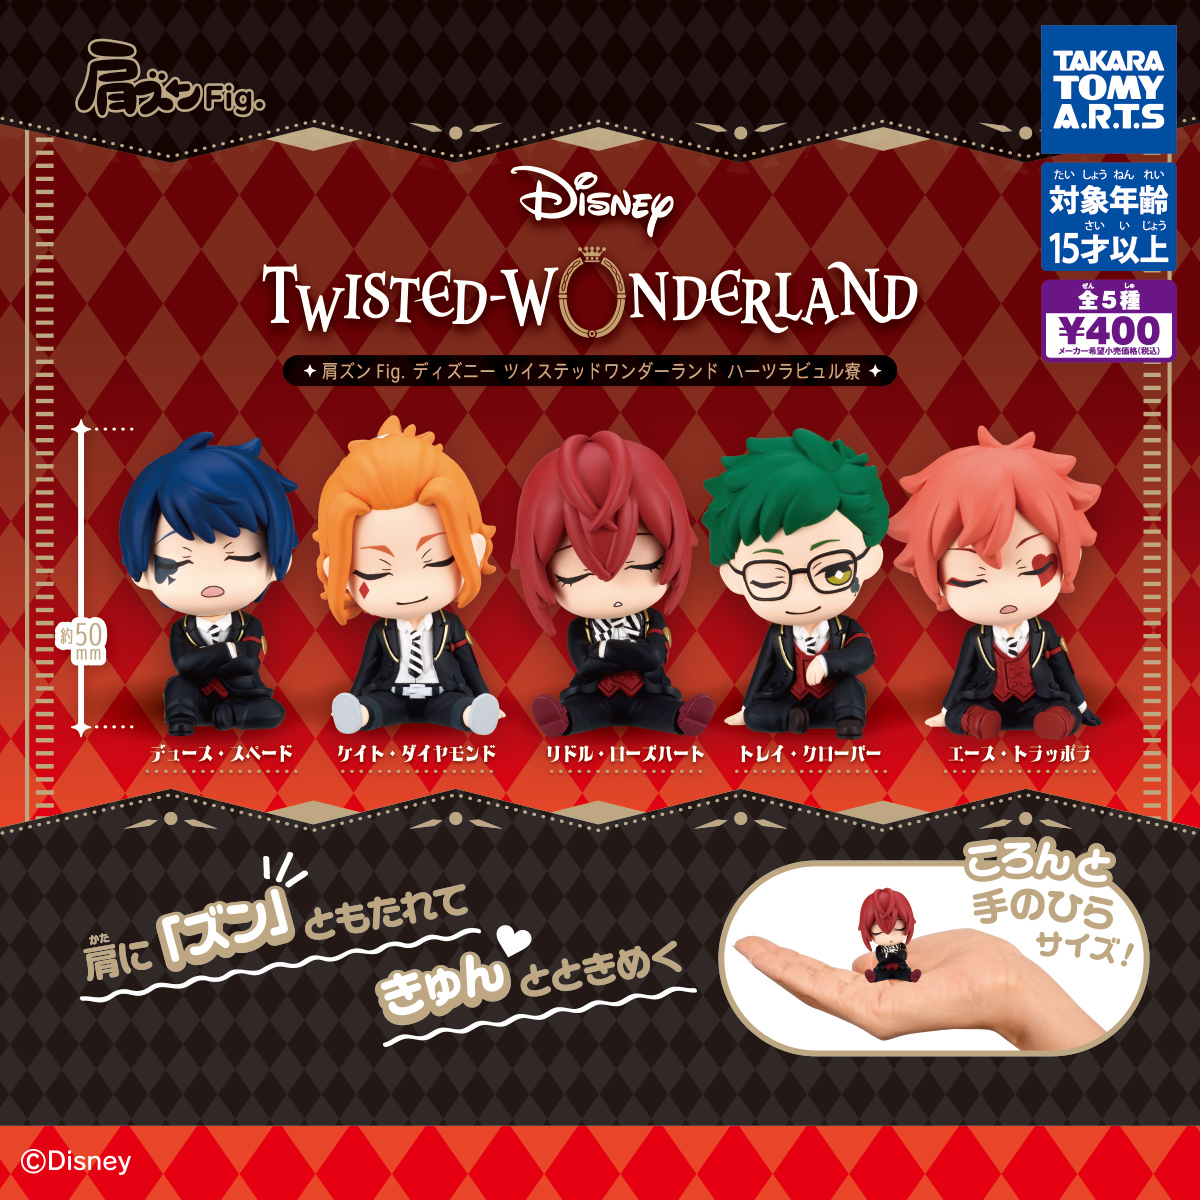 肩ズンFig.
TAKARA
TOMY
A.R.T.S
たいしょうねんれい
対象年齢
さいいじょう
15才以上
ぜんしゅ
全5種
¥400
メーカー希望小売価格(税込)
Disney
TWISTED-WONDERLAND
肩ズンFig. ディズニー ツイステッドワンダーランド ハーツラビュル寮
約50
mm
デュース・スペード
ケイト・ダイヤモンド
リドル・ローズハート
トレイ・クローバー
エース・トラッポラ
かた
肩に「ズン」ともたれて
きゅんとときめく
ころんと
手のひら
サイズ!
©Disney